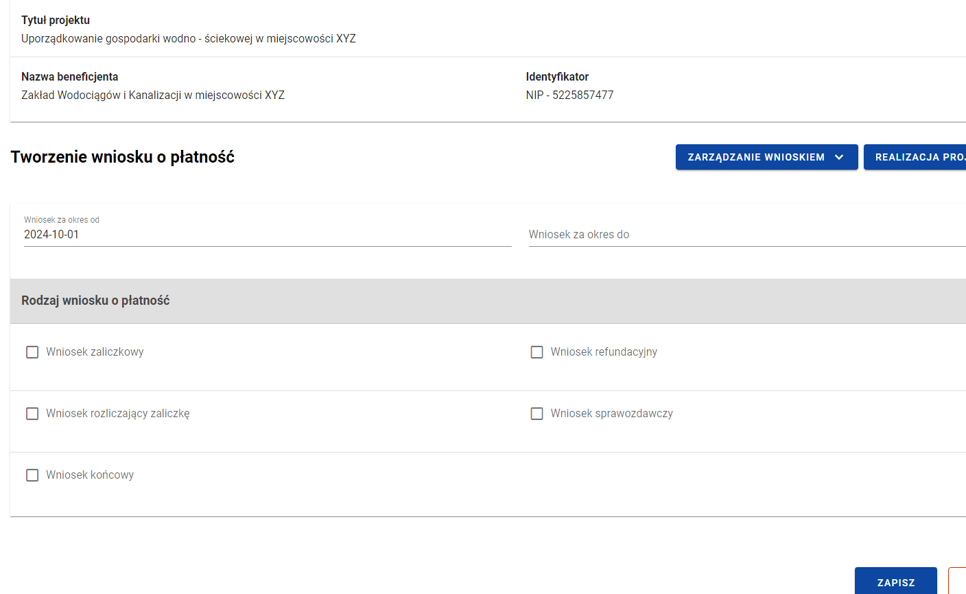 Tytuł projektu
Uporządkowanie gospodarki wodno - ściekowej w miejscowości XYZ
Nazwa beneficjenta
Identyfikator
Zakład Wodociągów i Kanalizacji w miejscowości XYZ
NIP - 5225857477
Tworzenie wniosku o płatność
ZARZĄDZANIE WNIOSKIEM
REALIZACJA PRO
Wniosek za okres od
2024-10-01
Wniosek za okres do
Rodzaj wniosku o płatność
Wniosek zaliczkowy
Wniosek refundacyjny
Wniosek rozliczający zaliczkę
Wniosek sprawozdawczy
Wniosek końcowy
ZAPISZ